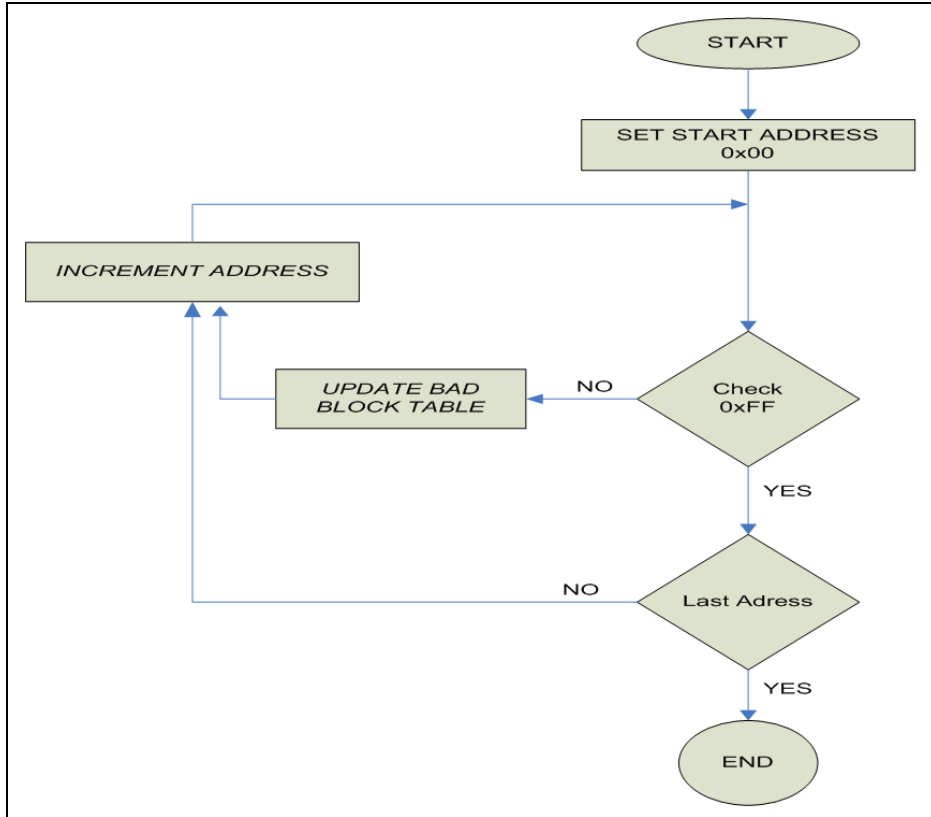 START
SET START ADDRESS
0x00
INCREMENT ADDRESS
UPDATE BAD
BLOCK TABLE
NO
Check
0xFF
YES
NO
Last Adress
YES
END